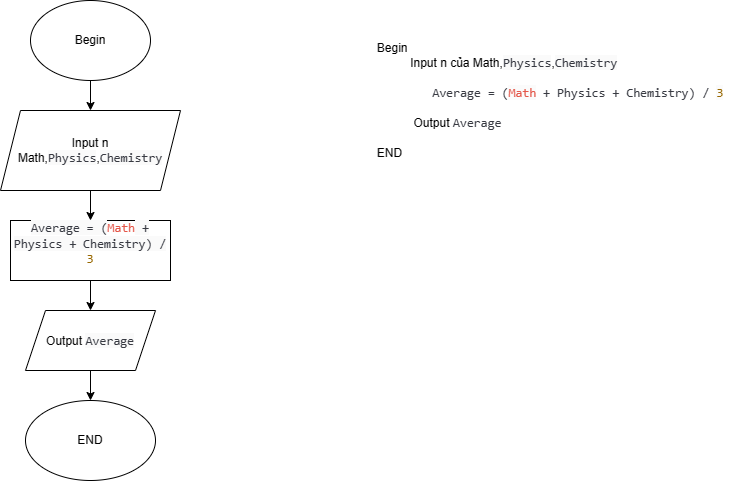 Begin
Input n
Math,Physics,Chemistry
Average = (Math +
Physics + Chemistry) /
3
Output Average
END
Begin
Input n của Math,Physics,Chemistry
Average = (Math + Physics + Chemistry) / 3
Output Average
END